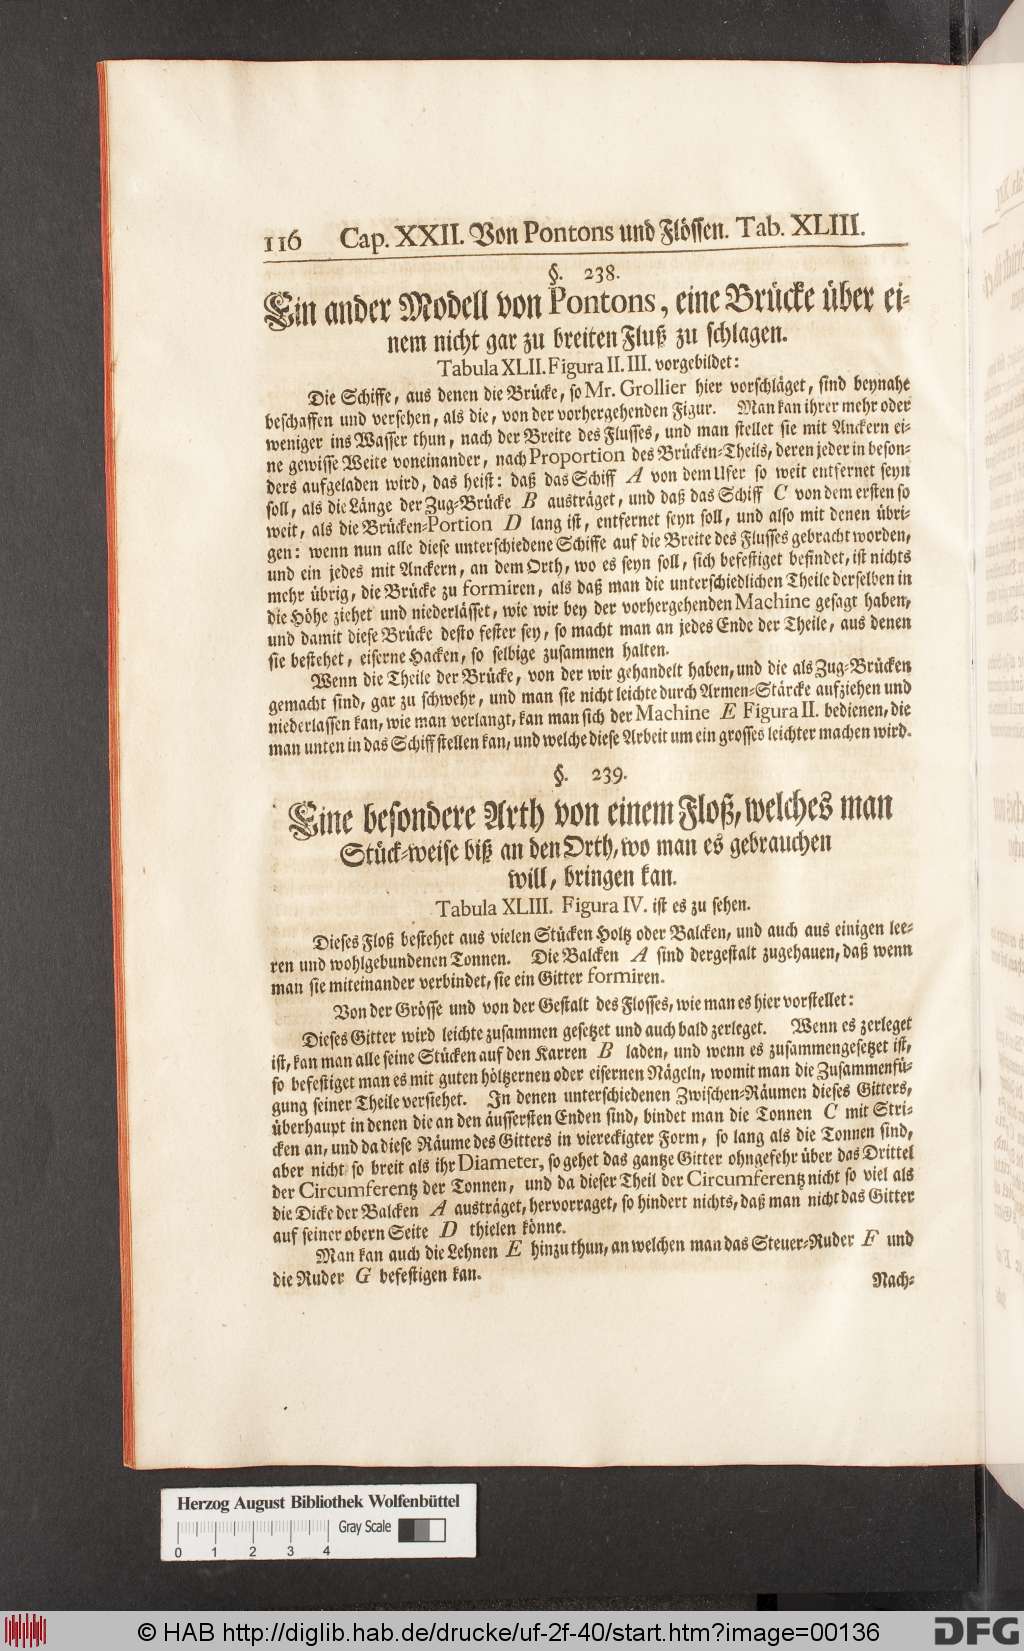 116 Cap. XXII. Von Pontons und Flössen. Tab. XLIII.
§. 238.
Ein ander Modell von Pontons, eine Brücke über ei-
nem nicht gar zu breiten Fluß zu schlagen.
Tabula XLII. Figura II. III. vorgebildet:
Die Schiffe, aus denen die Brücke, so Mr. Grollier hier vorschläget, sind beynahe
beschaffen und versehen, als die, von der vorhergehenden Figur. Man kan ihrer mehr oder
weniger ins Wasser thun, nach der Breite des Flusses, und man stellet sie mit Anckern ei-
ne gewisse Weite voneinander, nach Proportion des Brücken-Theils, deren jeder in beson-
ders aufgeladen wird, das heist: daß das Schiff A von dem Ufer so weit entfernet seyn
soll, als die Länge der Zug-Brücke B austräget, und daß das Schiff C von dem ersten so
weit, als die Brücken-Portion D lang ist, entfernet seyn soll, und also mit denen übri-
gen: wenn nun alle diese unterschiedene Schiffe auf die Breite des Flusses gebracht worden,
und ein jedes mit Anckern, an dem Orth, wo es seyn soll, sich befestiget befindet, ist nichts
mehr übrig, die Brücke zu formiren, als daß man die unterschiedlichen Theile derselben in
die Höhe ziehet und niederlässet, wie wir bey der vorhergehenden Machine gesagt haben,
und damit diese Brücke desto fester sey, so macht man an jedes Ende der Theile, aus denen
sie bestehet, eiserne Hacken, so selbige zusammen halten.
Wenn die Theile der Brücke, von der wir gehandelt haben, und die als Zug-Brücken
gemacht sind, gar zu schwehr, und man sie nicht leichte durch Armen-Stärcke aufziehen und
niederlassen kan, wie man verlangt, kan man sich der Machine E Figura II. bedienen, die
man unten in das Schiff stellen kan, und welche diese Arbeit um ein grosses leichter machen wird.
§. 239.
Eine besondere Arth von einem Floß, welches man
Stück-weise biß an den Orth, wo man es gebrauchen
will, bringen kan.
Tabula XLIII. Figura IV. ist es zu sehen.
Dieses Floß bestehet aus vielen Stücken Holtz oder Balcken, und auch aus einigen lee-
ren und wohlgebundenen Tonnen. Die Balcken A sind dergestalt zugehauen, daß wenn
man sie miteinander verbindet, sie ein Gitter formiren.
Von der Grösse und von der Gestalt des Flosses, wie man es hier vorstellet:
Dieses Gitter wird leichte zusammen gesetzet und auch bald zerleget. Wenn es zerleget
ist, kan man alle seine Stücken auf den Karren B laden, und wenn es zusammengesetzet ist,
so befestiget man es mit guten höltzernen oder eisernen Nägeln, womit man die Zusammenfü-
gung seiner Theile versiehet. In denen unterschiedenen Zwischen-Räumen dieses Gitters,
überhaupt in denen die an den äussersten Enden sind, bindet man die Tonnen C mit Stri-
cken an, und da diese Räume des Gitters in viereckigter Form, so lang als die Tonnen sind,
aber nicht so breit als ihr Diameter, so gehet das gantze Gitter ohngefehr über das Drittel
der Circumferentz der Tonnen, und da dieser Theil der Circumferentz nicht so viel als
die Dicke der Balcken A austräget, hervorraget, so hindert nichts, daß man nicht das Gitter
auf seiner obern Seite D thielen könne.
Man kan auch die Lehnen E hinzu thun, an welchen man das Steuer-Ruder F und
die Ruder G befestigen kan.
Nach-
Herzog August Bibliothek Wolfenbüttel
Gray Scale
0 1 2 3 4
© HAB http://diglib.hab.de/drucke/uf-2f-40/start.htm?image=00136
DFG